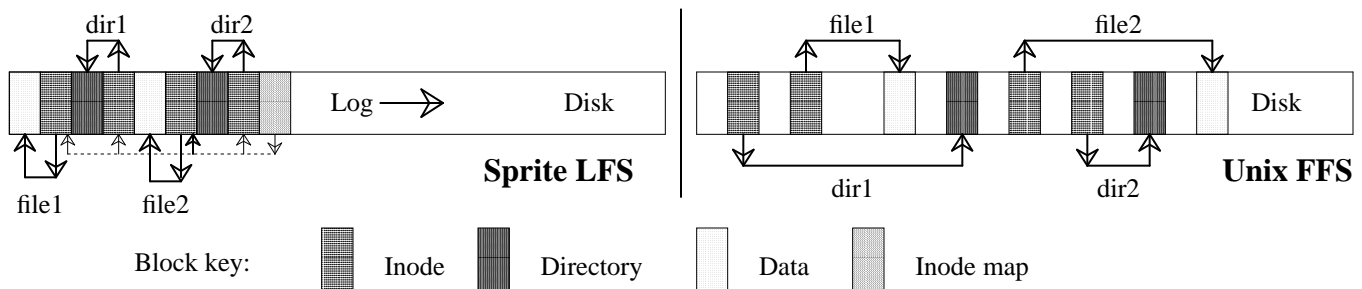 dir1 dir2
file1 file2
Log Disk
Disk
Sprite LFS
Unix FFS
file1 file2
dir1 dir2
Block key: Inode Directory Data Inode map